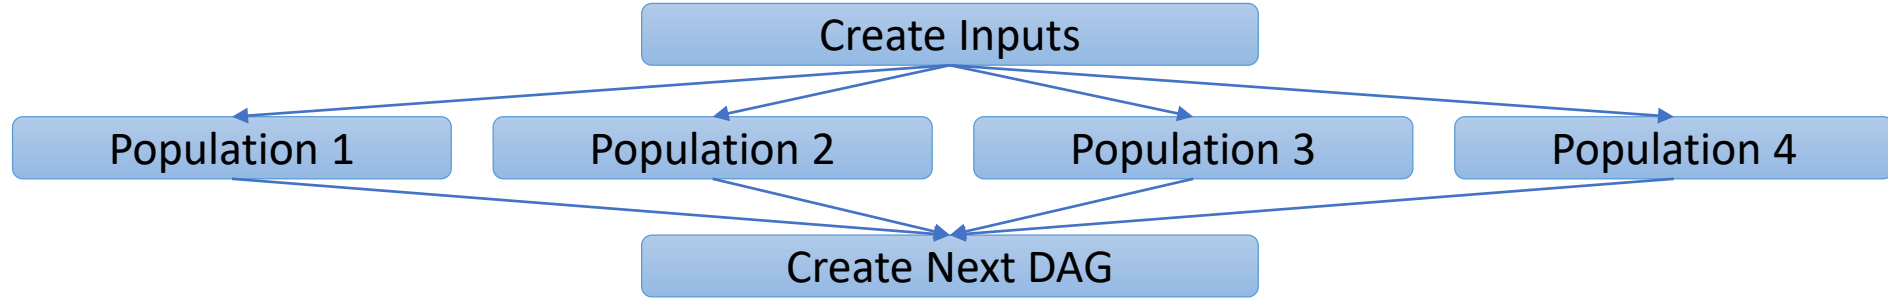 Create Inputs
Population 1
Population 2
Population 3
Population 4
Create Next DAG